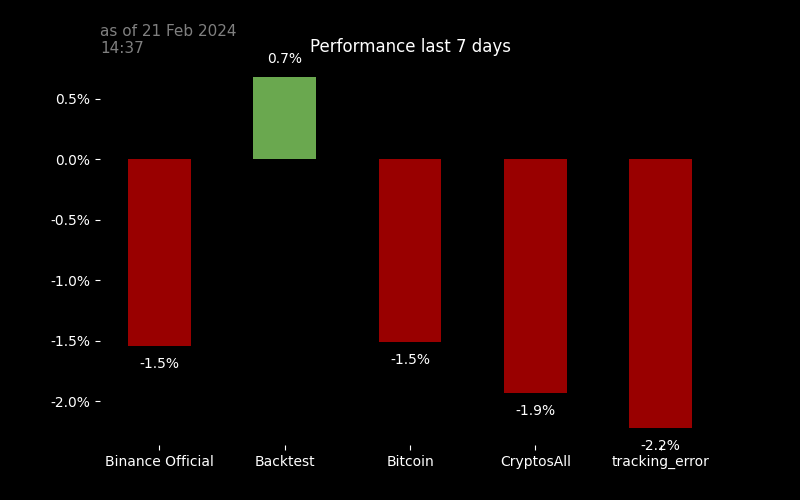 as of 21 Feb 2024
14:37
Performance last 7 days
0.7%
0.5%
0.0%
-0.5%
-1.0%
-1.5%
-2.0%
-1.5%
-1.5%
-1.9%
-2.2%
Binance Official
Backtest
Bitcoin
CryptosAll
tracking_error